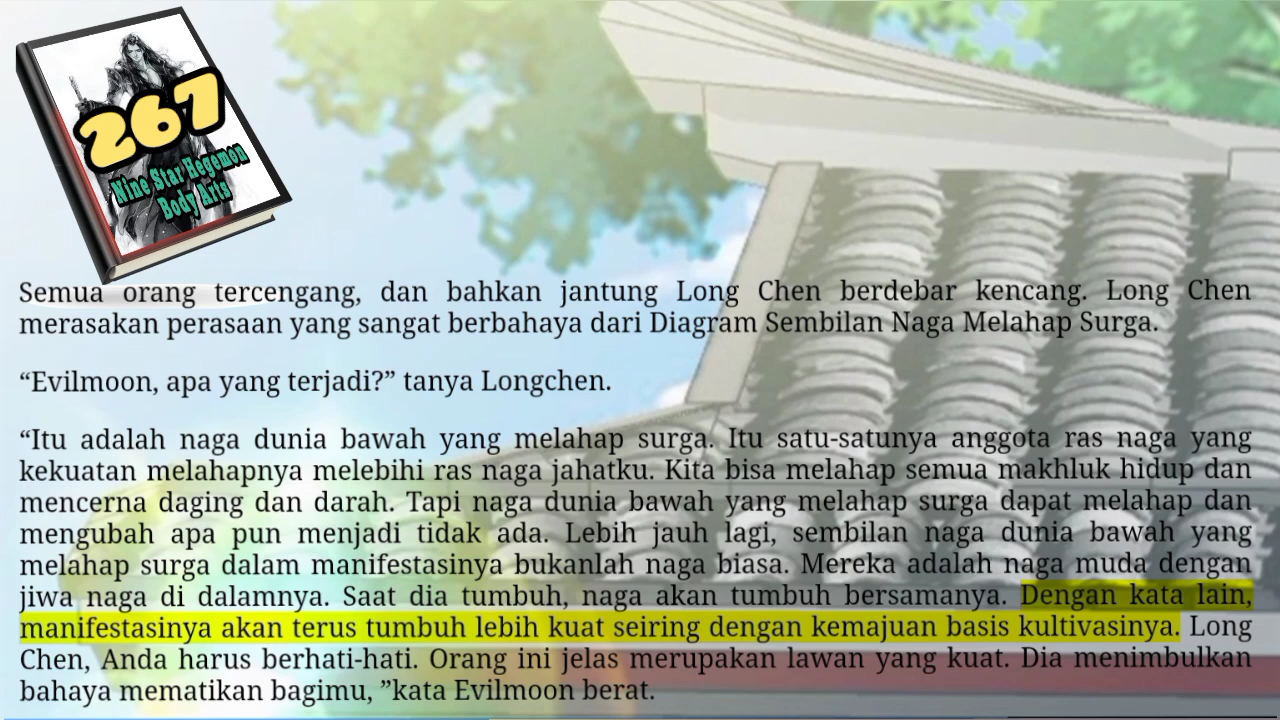 267
Nine Star Hegemon
Body Arts
Semua orang tercengang, dan bahkan jantung Long Chen berdebar kencang. Long Chen
merasakan perasaan yang sangat berbahaya dari Diagram Sembilan Naga Melahap Surga.
“Evilmoon, apa yang terjadi?” tanya Longchen.
“Itu adalah naga dunia bawah yang melahap surga. Itu satu-satunya anggota ras naga yang
kekuatan melahapnya melebihi ras naga jahatku. Kita bisa melahap semua makhluk hidup dan
mencerna daging dan darah. Tapi naga dunia bawah yang melahap surga dapat melahap dan
mengubah apa pun menjadi tidak ada. Lebih jauh lagi, sembilan naga dunia bawah yang
melahap surga dalam manifestasinya bukanlah naga biasa. Mereka adalah naga muda dengan
jiwa naga di dalamnya. Saat dia tumbuh, naga akan tumbuh bersamanya. Dengan kata lain,
manifestasinya akan terus tumbuh lebih kuat seiring dengan kemajuan basis kultivasinya. Long
Chen, Anda harus berhati-hati. Orang ini jelas merupakan lawan yang kuat. Dia menimbulkan
bahaya mematikan bagimu, ”kata Evilmoon berat.